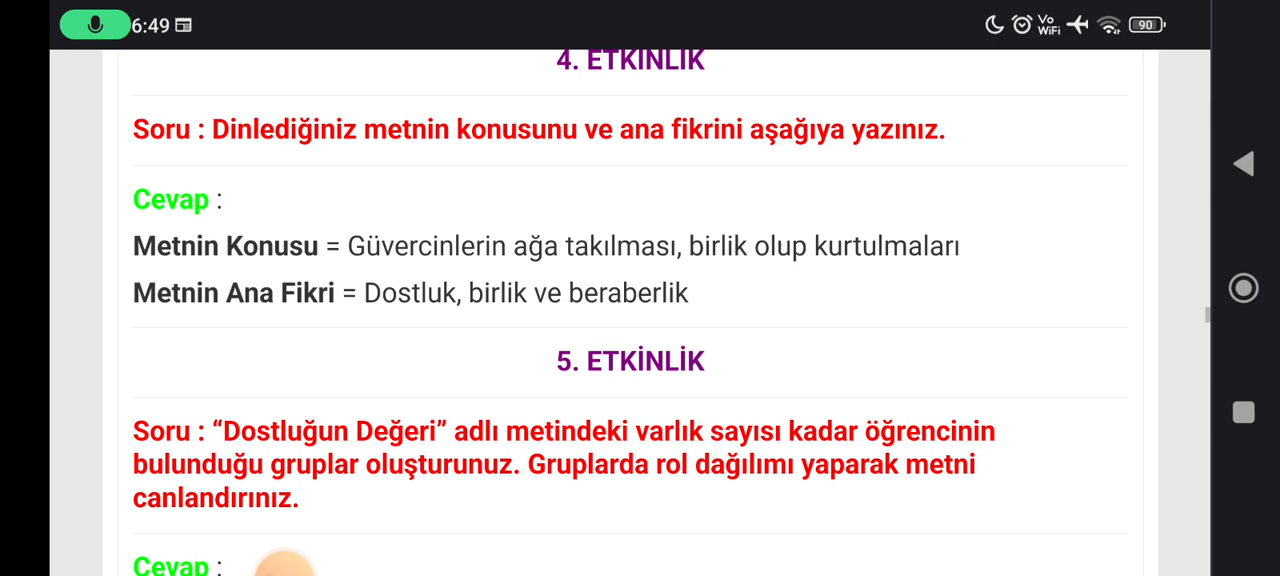 6:49
Vo
WiFi
90
4. ETKİNLİK
Soru : Dinlediğiniz metnin konusunu ve ana fikrini aşağıya yazınız.
Cevap :
Metnin Konusu = Güvercinlerin ağa takılması, birlik olup kurtulmaları
Metnin Ana Fikri = Dostluk, birlik ve beraberlik
5. ETKİNLİK
Soru : “Dostluğun Değeri” adlı metindeki varlık sayısı kadar öğrencinin
bulunduğu gruplar oluşturunuz. Gruplarda rol dağılımı yaparak metni
canlandırınız.
Cevap :